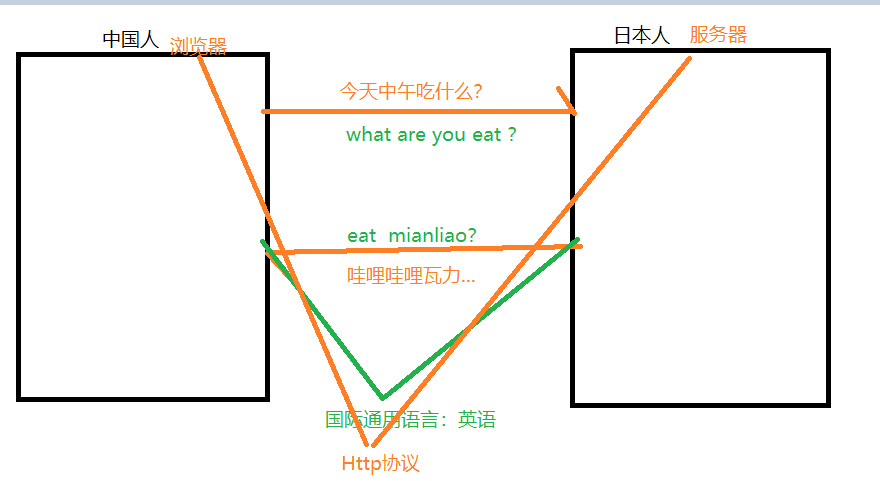 中国人 浏览器
日本人 服务器
今天中午吃什么?
what are you eat ?
eat mianliao?
哇哩哇哩瓦力...
国际通用语言：英语
Http协议